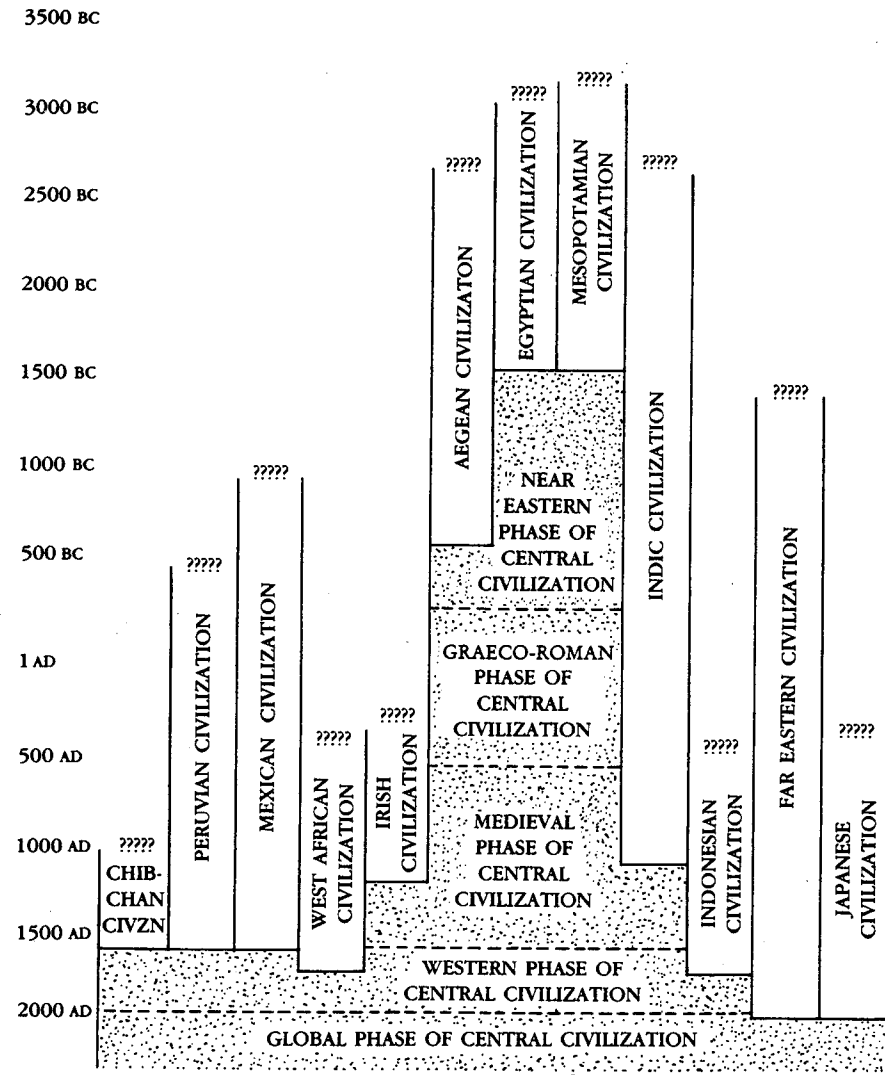 3500 BC
3000 BC
2500 BC
2000 BC
1500 BC
1000 BC
500 BC
1 AD
500 AD
1000 AD
1500 AD
2000 AD
?????
CHIB-
CHAN
CIVZN
?????
PERUVIAN CIVILIZATION
?????
MEXICAN CIVILIZATION
?????
WEST AFRICAN
CIVILIZATION
?????
IRISH
CIVILIZATION
?????
AEGEAN CIVILIZATON
?????
EGYPTIAN CIVILIZATION
?????
MESOPOTAMIAN
CIVILIZATION
?????
INDIC CIVILIZATION
?????
INDONESIAN
CIVILIZATION
?????
FAR EASTERN CIVILIZATION
?????
JAPANESE
CIVILIZATION
NEAR
EASTERN
PHASE OF
CENTRAL
CIVILIZATION
GRAECO-ROMAN
PHASE OF
CENTRAL
CIVILIZATION
MEDIEVAL
PHASE OF
CENTRAL
CIVILIZATION
WESTERN PHASE OF
CENTRAL CIVILIZATION
GLOBAL PHASE OF CENTRAL CIVILIZATION